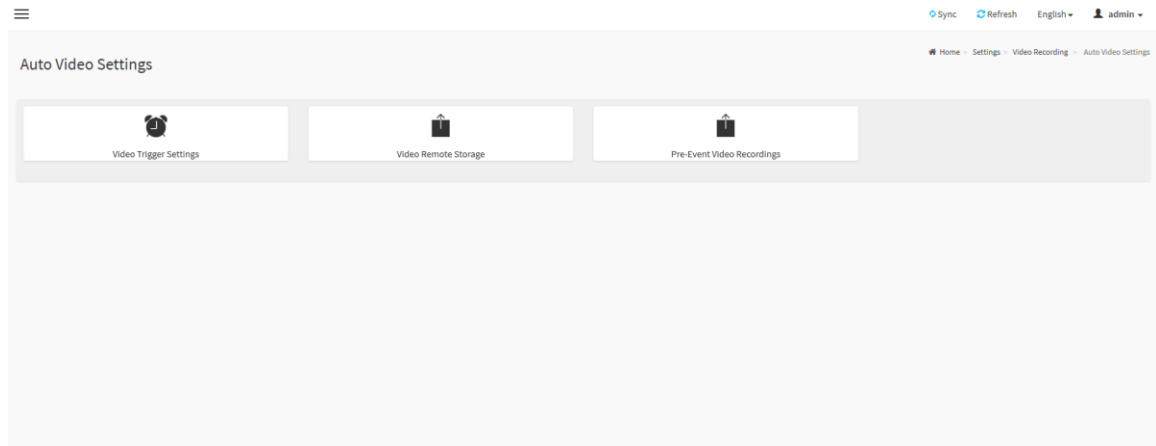 Sync Refresh English admin
Auto Video Settings
Home > Settings > Video Recording > Auto Video Settings
Video Trigger Settings
Video Remote Storage
Pre-Event Video Recordings